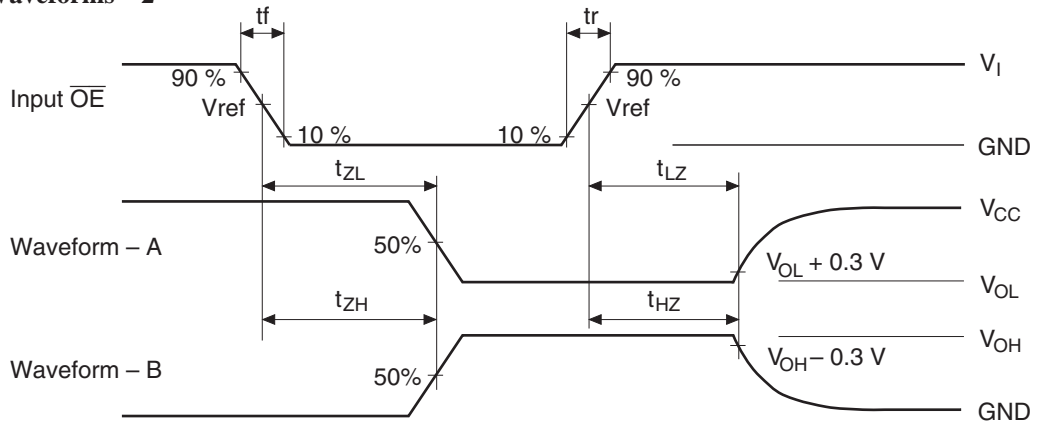 Waveforms – 2
tf
tr
90 %
90 %
V_I
Input O̅E̅
Vref
Vref
10 %
10 %
GND
t_ZL
t_LZ
V_CC
Waveform – A
50%
V_OL + 0.3 V
V_OL
t_ZH
t_HZ
V_OH
Waveform – B
50%
V_OH – 0.3 V
GND